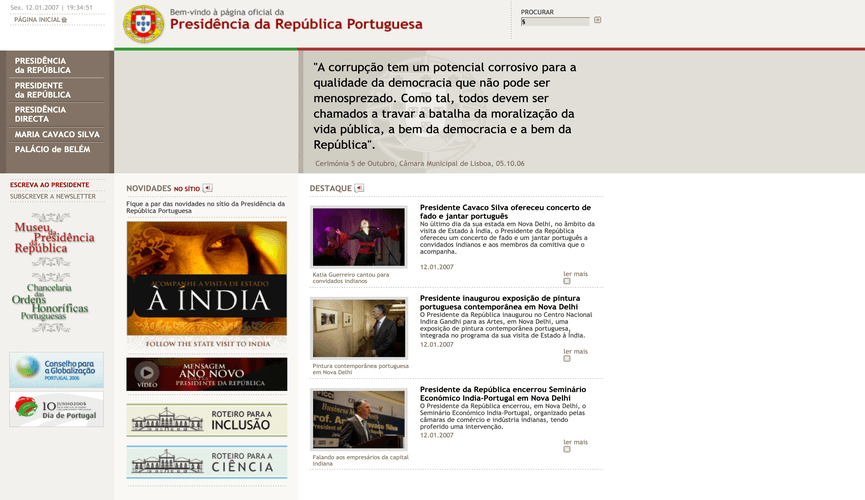 Sex. 12.01.2007 | 19:34:51
PÁGINA INICIAL
Bem-vindo à página oficial da
Presidência da República Portuguesa
PROCURAR
PRESIDÊNCIA
da REPÚBLICA
PRESIDENTE
da REPÚBLICA
PRESIDÊNCIA
DIRECTA
MARIA CAVACO SILVA
PALÁCIO de BELÉM
"A corrupção tem um potencial corrosivo para a
qualidade da democracia que não pode ser
menosprezado. Como tal, todos devem ser
chamados a travar a batalha da moralização da
vida pública, a bem da democracia e a bem da
República".
Cerimónia 5 de Outubro, Câmara Municipal de Lisboa, 05.10.06
ESCREVA AO PRESIDENTE
SUBSCREVER A NEWSLETTER
Museu
da Presidência
da República
Chancelaria
das Ordens
Honoríficas
Portuguesas
Conselho para
a Globalização
PORTUGAL 2006
10 JUNHO 2006
Dia de Portugal
NOVIDADES NO SÍTIO
Fique a par das novidades no sítio da Presidência da
República Portuguesa
ACOMPANHE A VISITA DE ESTADO
À ÍNDIA
FOLLOW THE STATE VISIT TO INDIA
VÍDEO
MENSAGEM
ANO NOVO
PRESIDENTE DA REPÚBLICA
ROTEIRO PARA A
INCLUSÃO
ROTEIRO PARA A
CIÊNCIA
DESTAQUE
Katia Guerreiro cantou para
convidados indianos
Presidente Cavaco Silva ofereceu concerto de
fado e jantar português
No último dia da sua estada em Nova Delhi, no âmbito da
visita de Estado à Índia, o Presidente da República
ofereceu um concerto de fado e um jantar português a
convidados indianos e aos membros da comitiva que o
acompanha.
12.01.2007
ler mais
Pintura contemporânea portuguesa
em Nova Delhi
Presidente inaugurou exposição de pintura
portuguesa contemporânea em Nova Delhi
O Presidente da República inaugurou no Centro Nacional
Indira Gandhi para as Artes, em Nova Delhi, uma
exposição de pintura contemporânea portuguesa,
integrada no programa da sua visita de Estado à Índia.
12.01.2007
ler mais
Falando aos empresários da capital
indiana
Presidente da República encerrou Seminário
Económico India-Portugal em Nova Delhi
O Presidente da República encerrou, em Nova Delhi, o
Seminário Económico India-Portugal, organizado pelas
câmaras de comércio e indústria indianas, tendo
proferido uma intervenção.
12.01.2007
ler mais